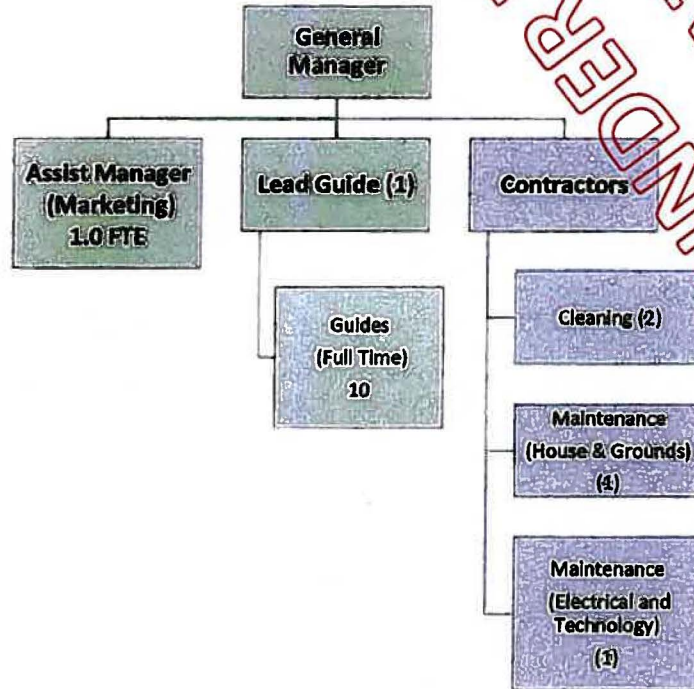 General
Manager
Assist Manager
(Marketing)
1.0 FTE
Lead Guide (1)
Contractors
Guides
(Full Time)
10
Cleaning (2)
Maintenance
(House & Grounds)
(1)
Maintenance
(Electrical and
Technology)
(1)
NDER